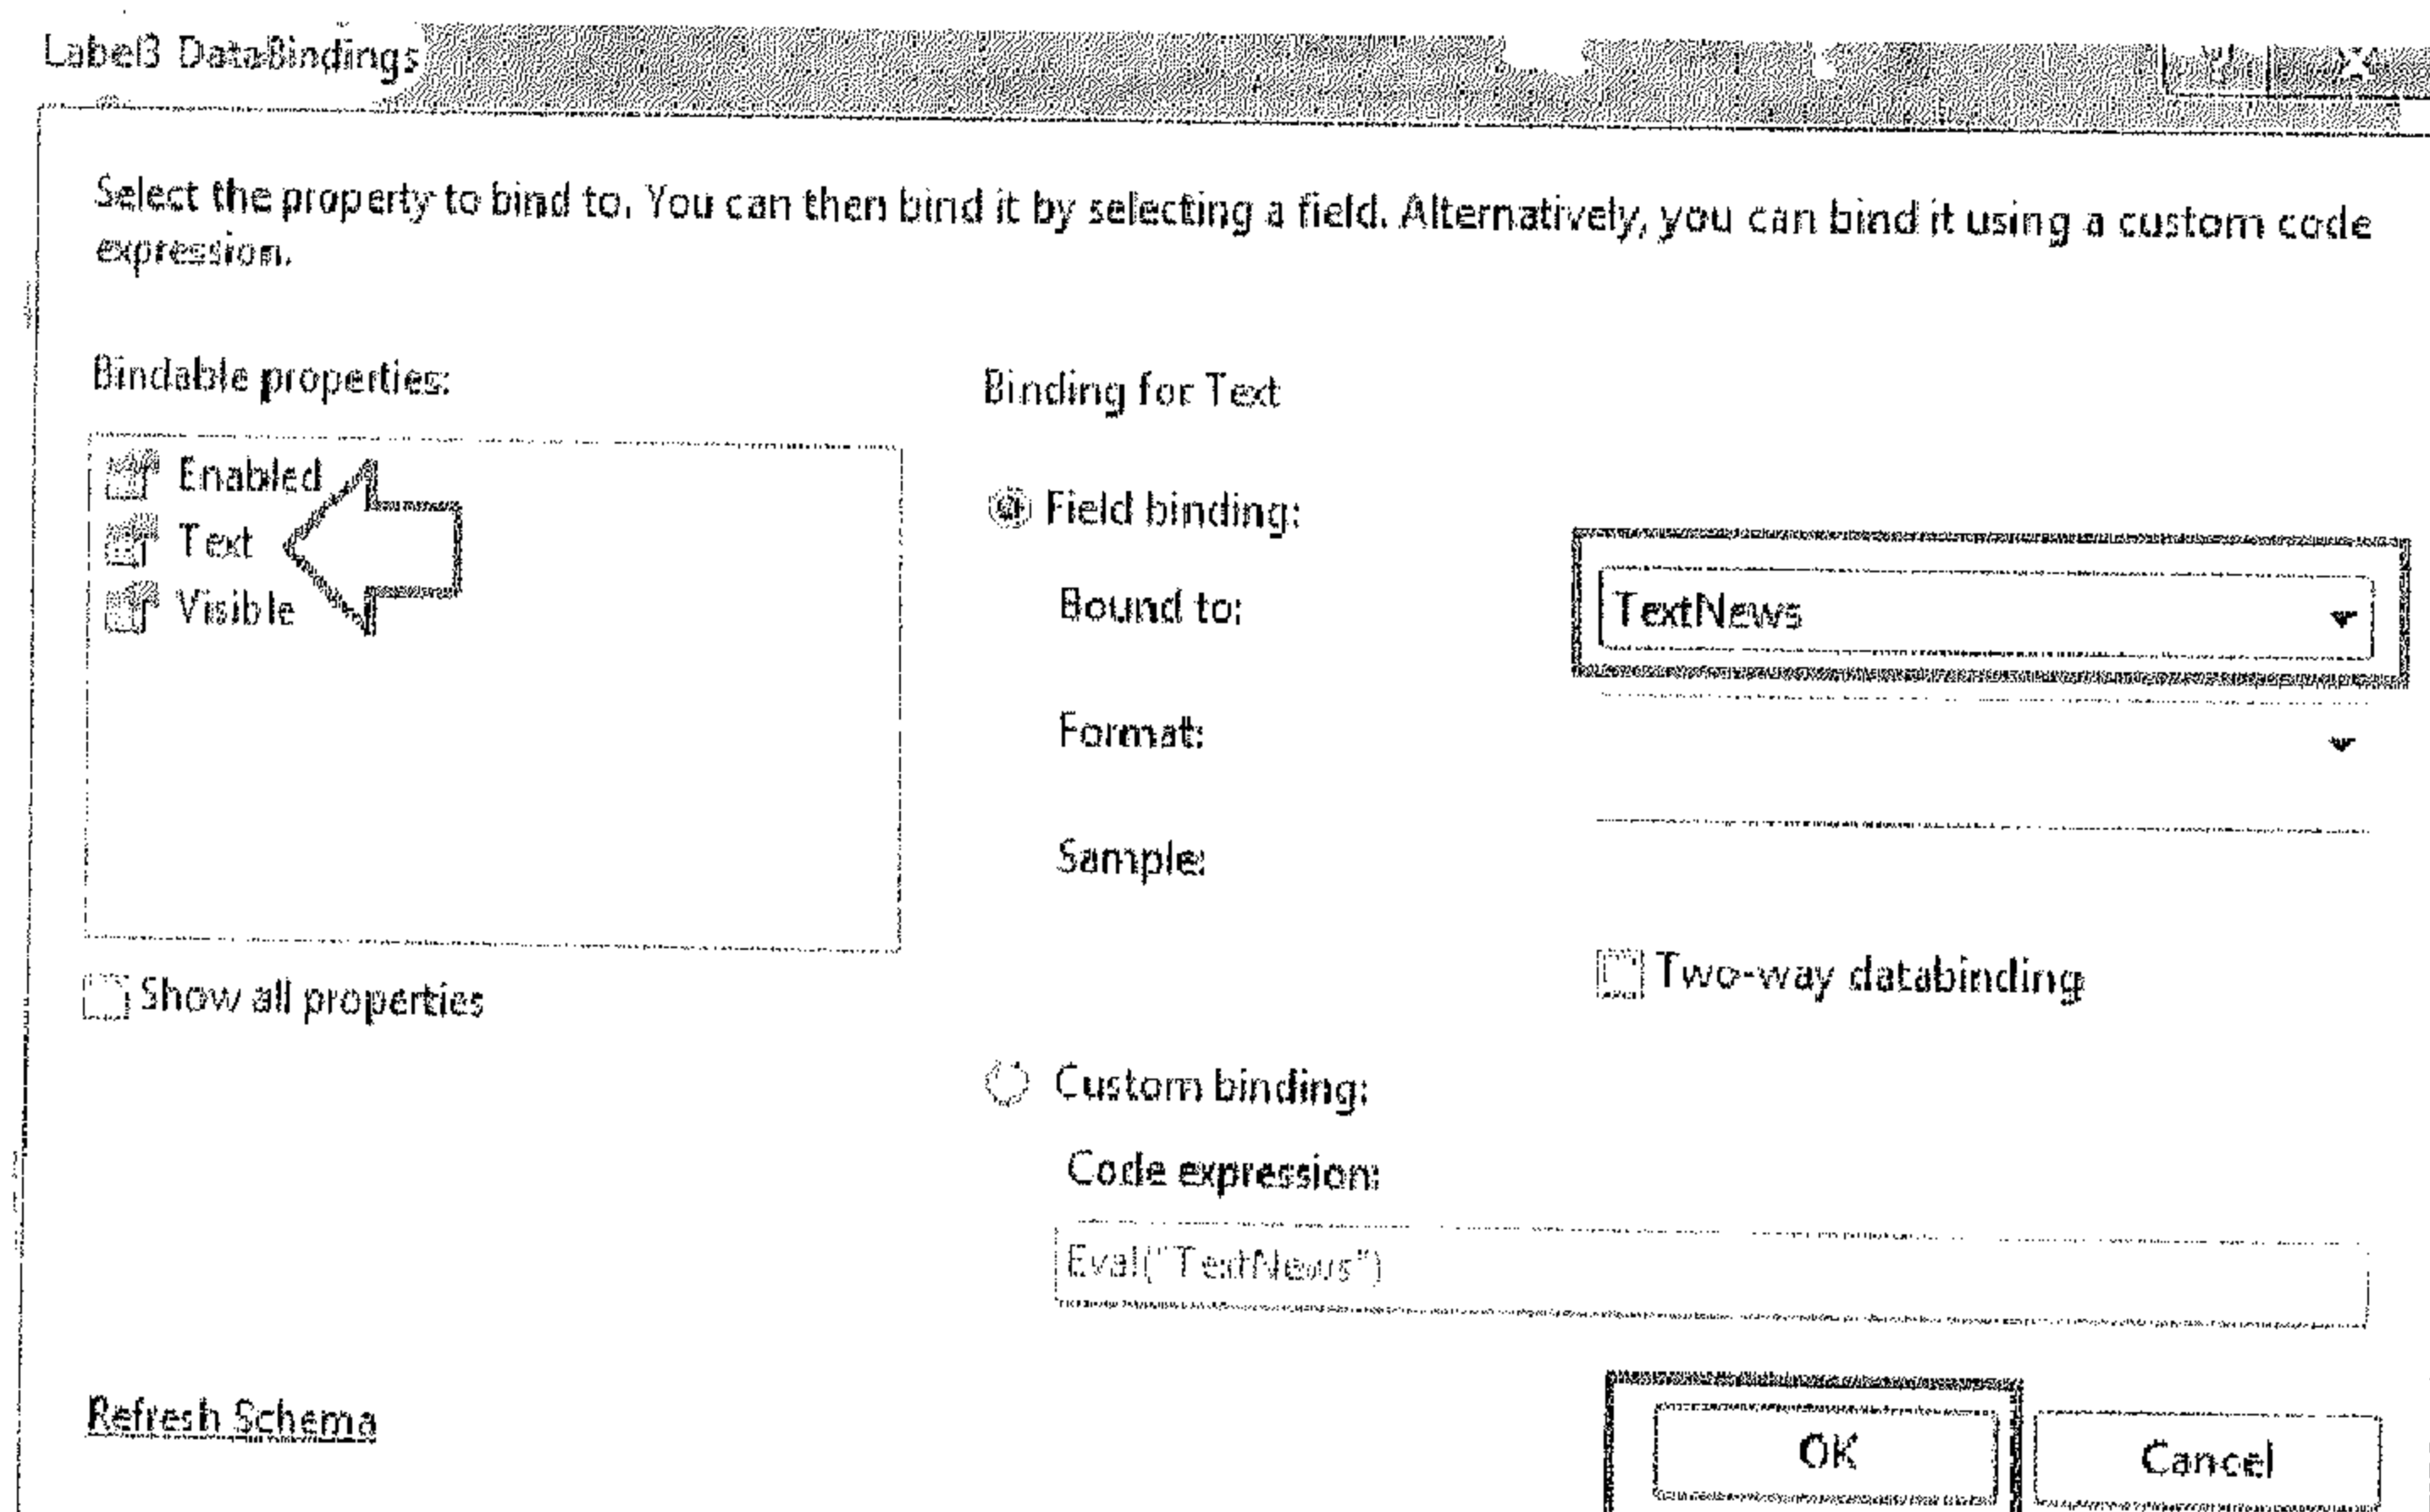 Label3 DataBindings
Select the property to bind to. You can then bind it by selecting a field. Alternatively, you can bind it using a custom code
expression.
Bindable properties:
Binding for Text
Enabled
Text
Visible
Field binding:
Bound to:
TextNews
Format:
Sample:
Show all properties
Two-way databinding
Custom binding:
Code expression:
Eval("TextNews")
Refresh Schema
OK
Cancel